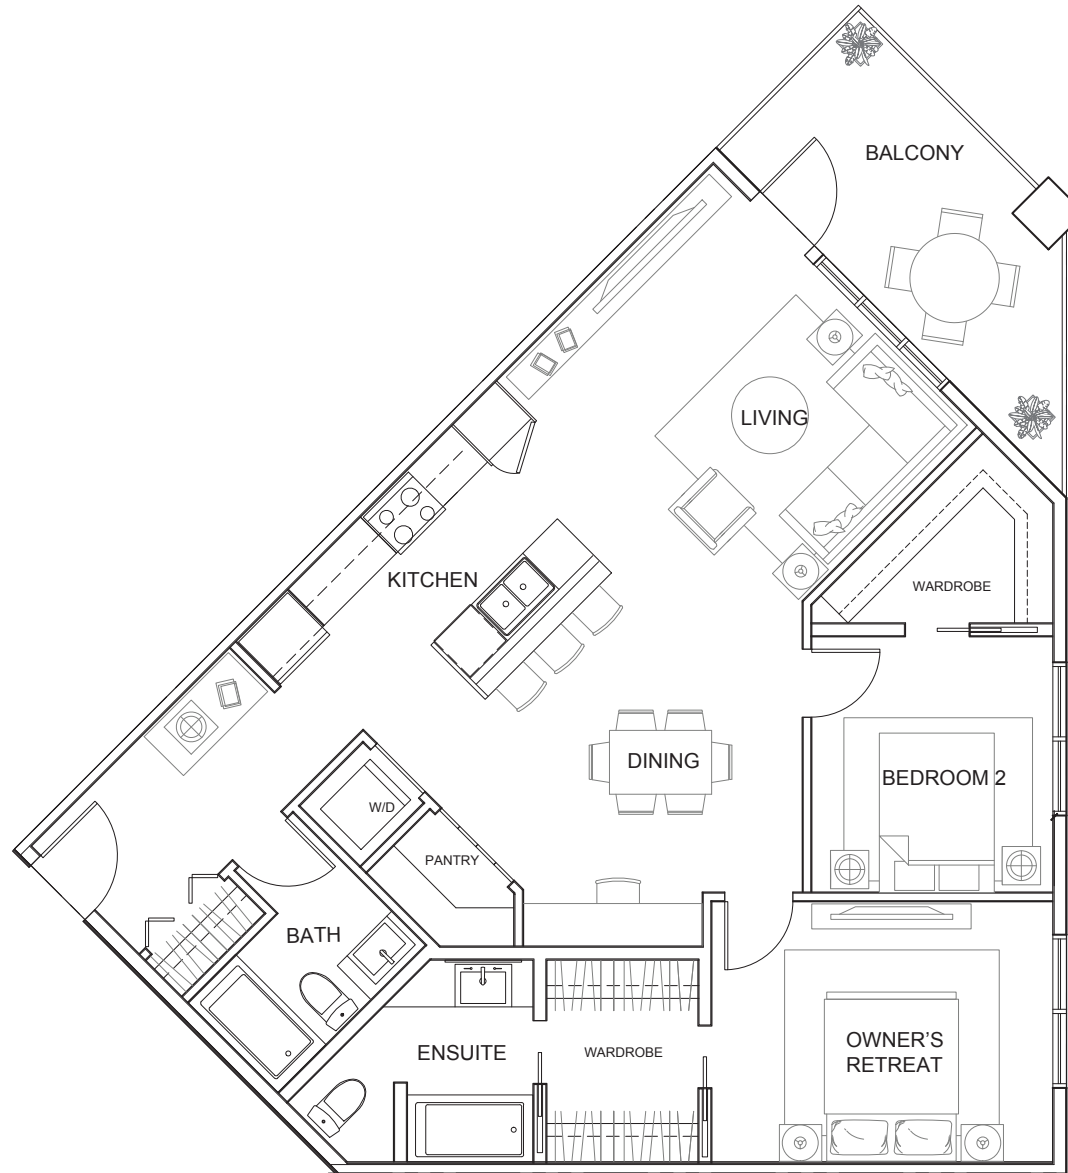 BALCONY
LIVING
KITCHEN
WARDROBE
DINING
BEDROOM 2
W/D
PANTRY
BATH
ENSUITE
WARDROBE
OWNER'S
RETREAT